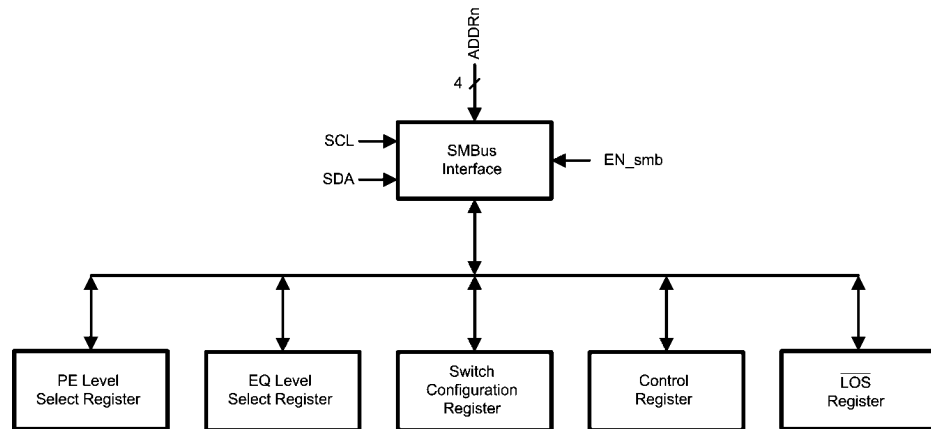 ADDRn
4
SCL
SDA
SMBus
Interface
EN_smb
PE Level
Select Register
EQ Level
Select Register
Switch
Configuration
Register
Control
Register
L̅O̅S̅
Register